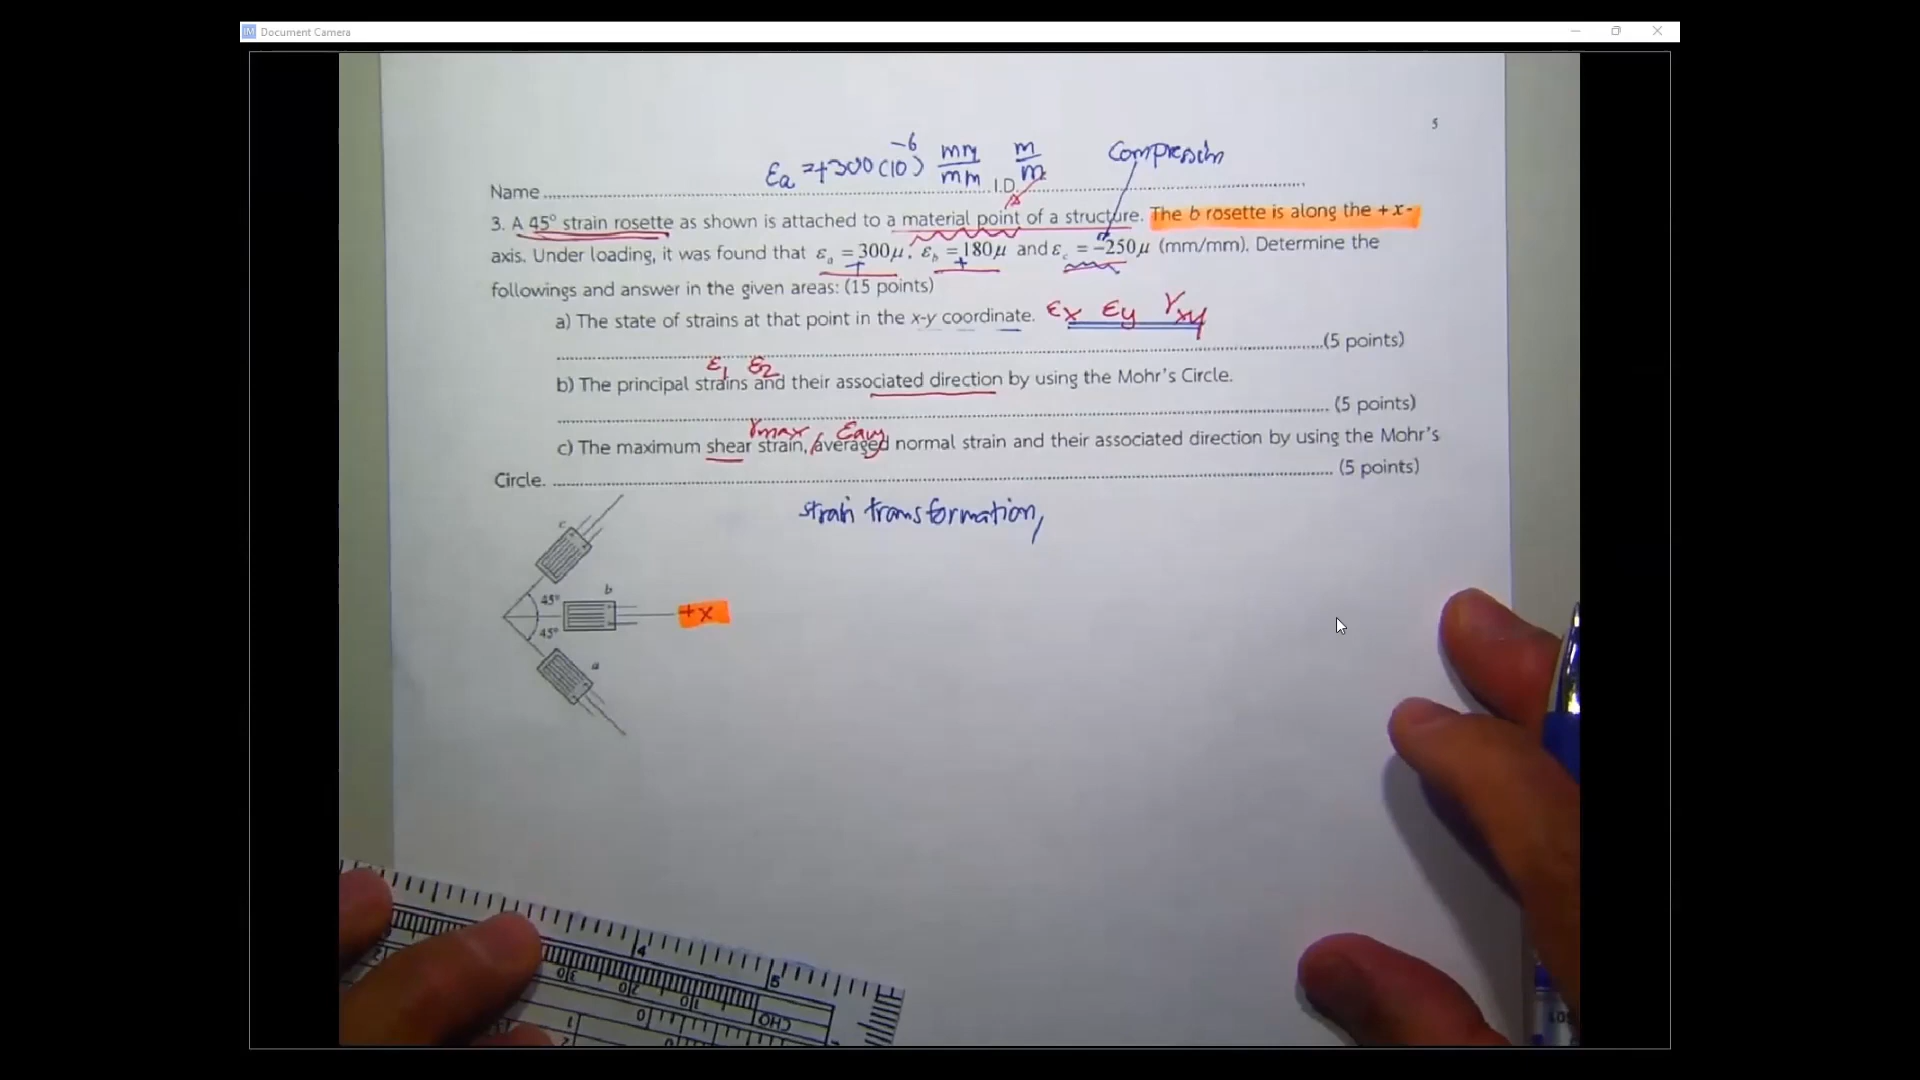 Document Camera
5
εa =+300(10)⁻⁶ mm/mm m/m Compression
Name I.D.
3. A 45° strain rosette as shown is attached to a material point of a structure. The b rosette is along the +x-
axis. Under loading, it was found that εa = 300μ, εb = 180μ and εc = −250μ (mm/mm). Determine the
+ +
followings and answer in the given areas: (15 points)
a) The state of strains at that point in the x-y coordinate. εx εy γxy
(5 points)
ε1 ε2
b) The principal strains and their associated direction by using the Mohr's Circle.
(5 points)
γmax, εavg
c) The maximum shear strain, averaged normal strain and their associated direction by using the Mohr's
Circle. (5 points)
strain transformation,
c
45°
b
+x
45°
a
4
5